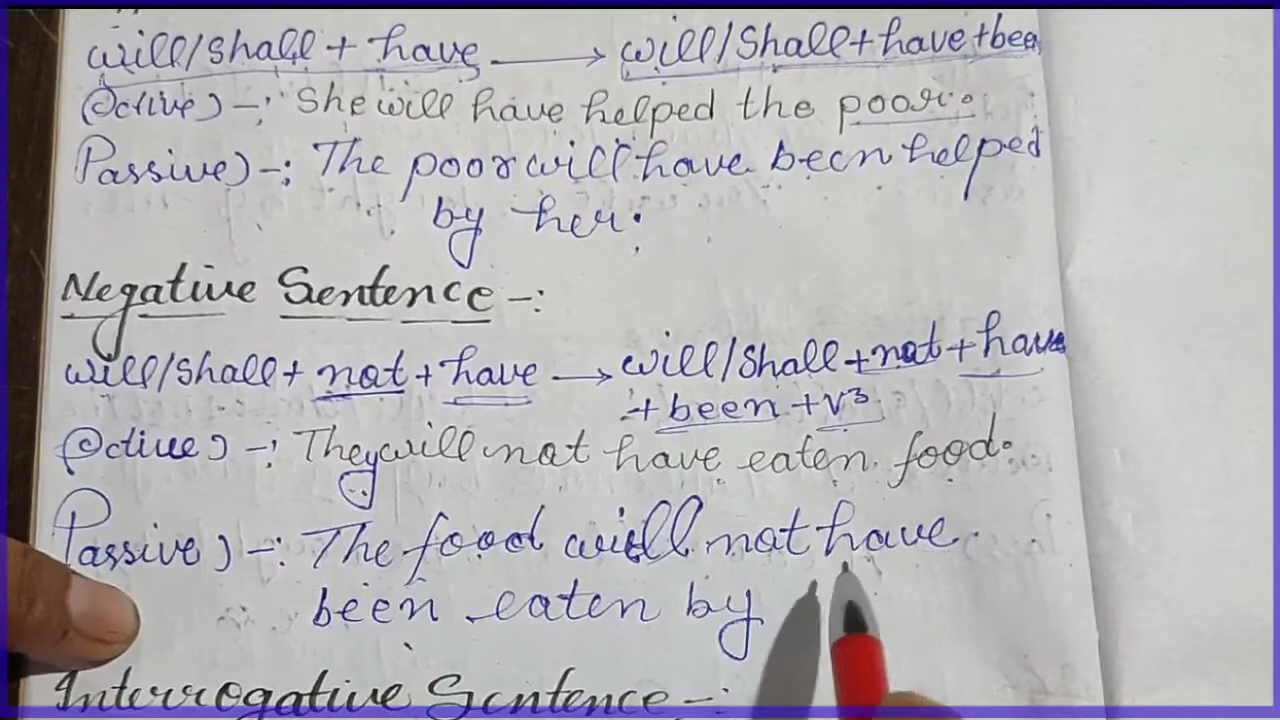 will/shall + have → will/Shall+have+been
Active) -: She will have helped the poor.
Passive) -: The poor will have been helped
by her.
Negative Sentence -:
will/shall + not + have → will/shall + not + have
+ been + v3
Active) -: They will not have eaten food.
Passive) -: The food will not have
been eaten by
Interrogative Sentence -: